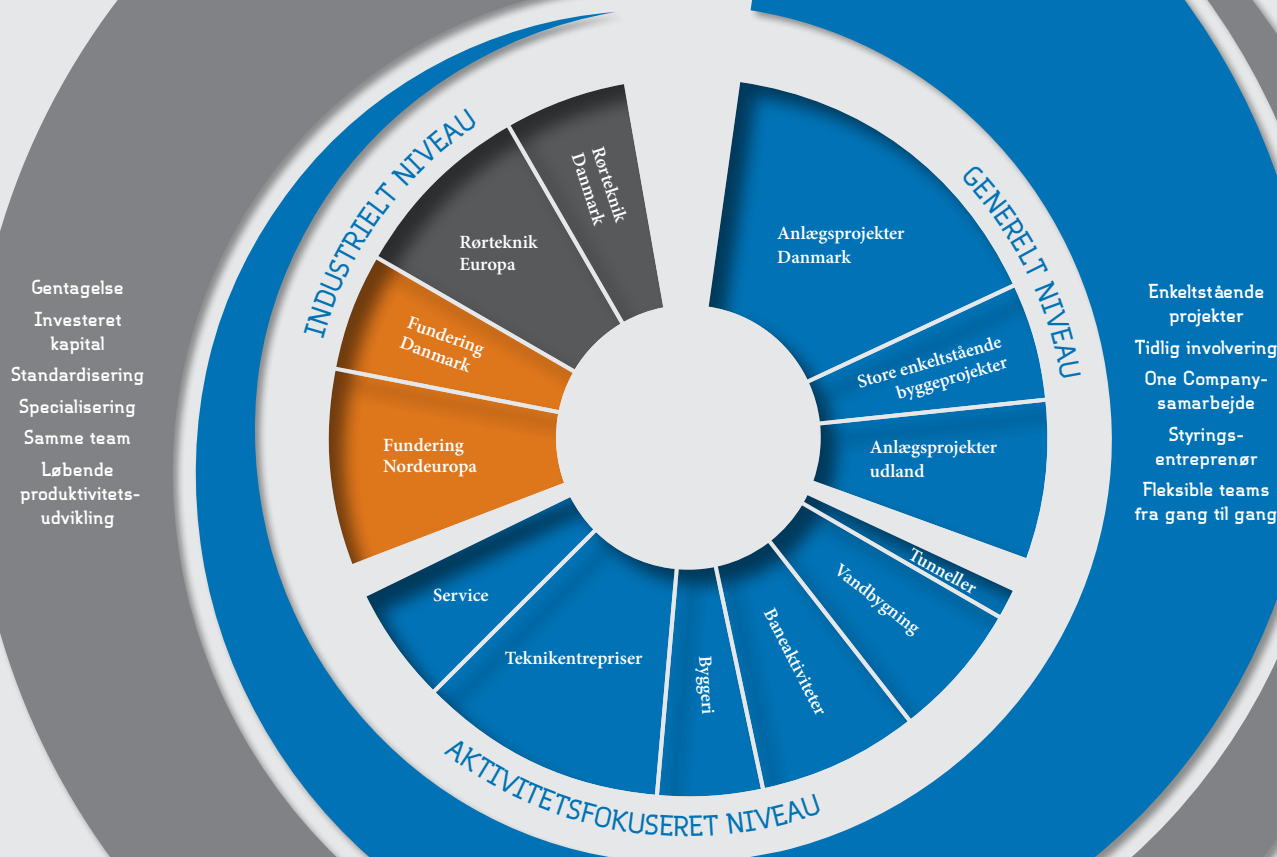 INDUSTRIELT NIVEAU
GENERELT NIVEAU
AKTIVITETSFOKUSERET NIVEAU
Gentagelse
Investeret
kapital
Standardisering
Specialisering
Samme team
Løbende
produktivitets-
udvikling
Rørteknik
Danmark
Rørteknik
Europa
Fundering
Danmark
Fundering
Nordeuropa
Anlægsprojekter
Danmark
Store enkeltstående
byggeprojekter
Anlægsprojekter
udland
Tunneller
Vandbygning
Baneaktiviteter
Byggeri
Teknikentrepriser
Service
Enkeltstående
projekter
Tidlig involvering
One Company-
samarbejde
Styrings-
entreprenør
Fleksible teams
fra gang til gang